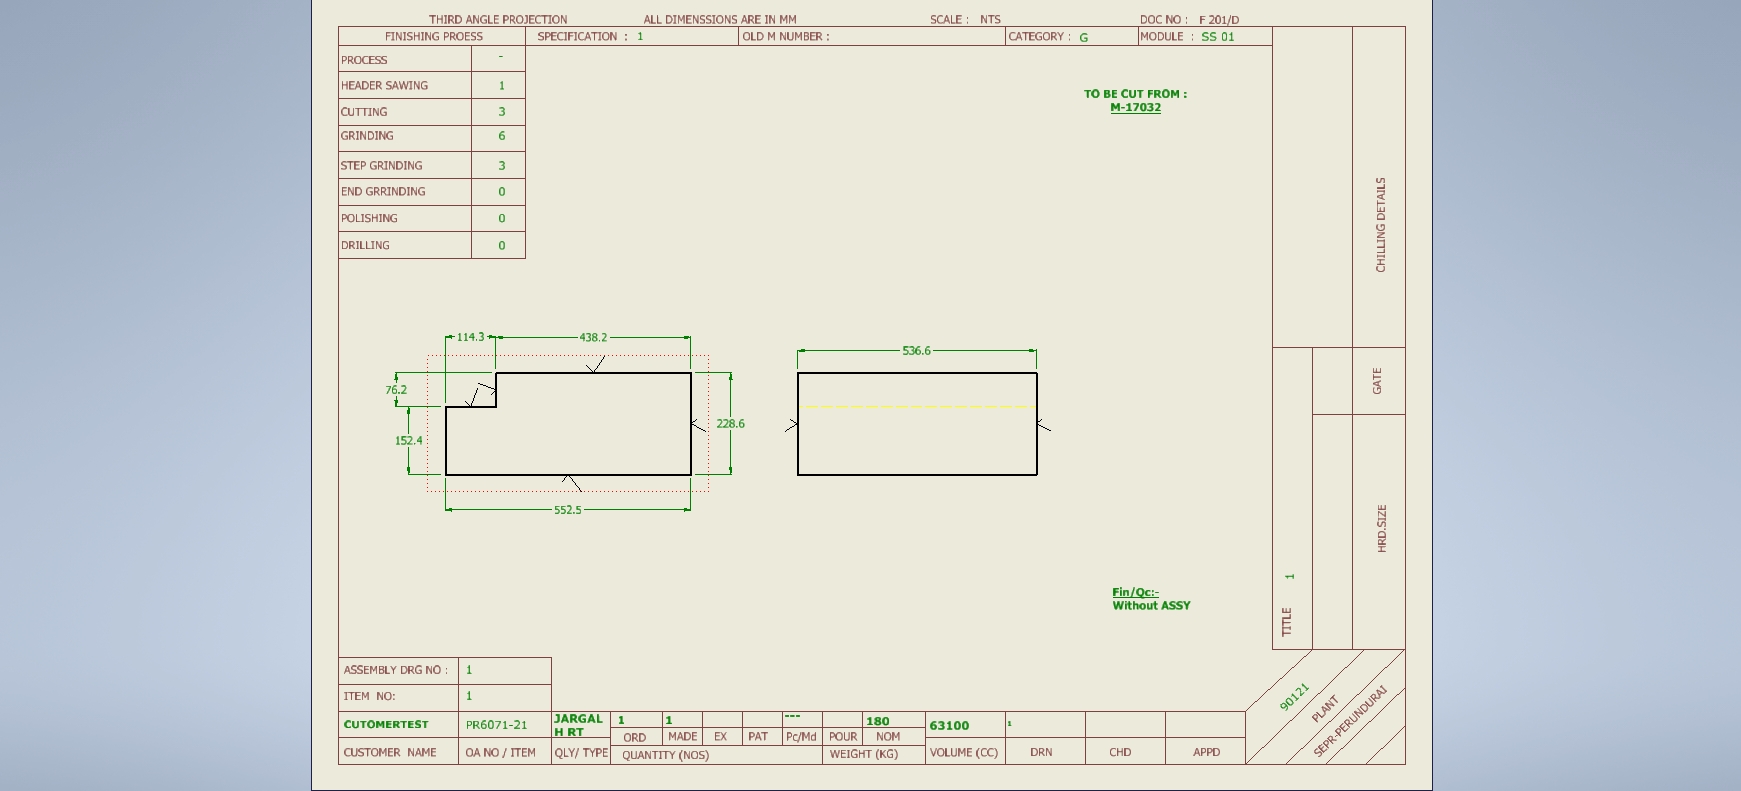 THIRD ANGLE PROJECTION ALL DIMENSSIONS ARE IN MM SCALE : NTS DOC NO : F 201/D
FINISHING PROESS SPECIFICATION : 1 OLD M NUMBER : CATEGORY : G MODULE : SS 01
PROCESS -
HEADER SAWING 1
CUTTING 3
GRINDING 6
STEP GRINDING 3
END GRRINDING 0
POLISHING 0
DRILLING 0
TO BE CUT FROM :
M-17032
CHILLING DETAILS
GATE
HRD.SIZE
TITLE 1
114.3 438.2
536.6
76.2
152.4
228.6
552.5
Fin/Qc:-
Without ASSY
ASSEMBLY DRG NO : 1
ITEM NO: 1
CUTOMERTEST PR6071-21 JARGAL
H RT
1 1 --- 180 63100 1
ORD MADE EX PAT Pc/Md POUR NOM
CUSTOMER NAME OA NO / ITEM QLY/ TYPE QUANTITY (NOS) WEIGHT (KG) VOLUME (CC) DRN CHD APPD
90121
PLANT
SEPR-PERUNDURAI